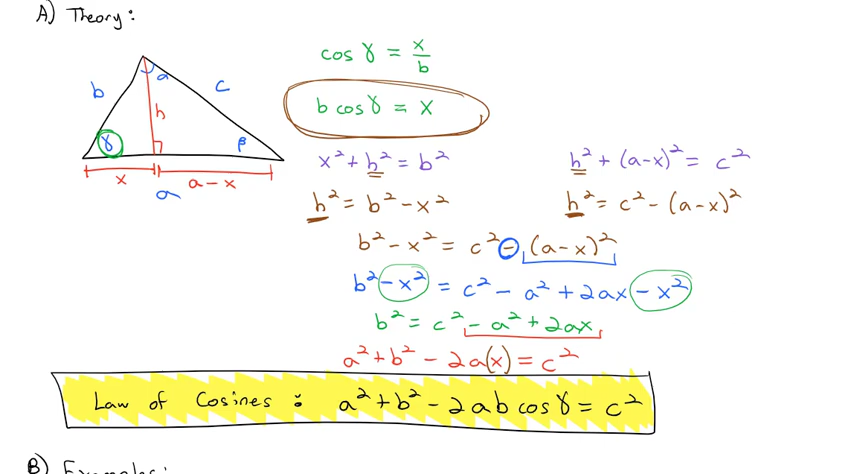 A) Theory:
cos γ = x/b
b cos γ = x
b
α
c
h
γ
β
x
a - x
a
x² + h² = b²
h² + (a-x)² = c²
h² = b² - x²
h² = c² - (a-x)²
b² - x² = c² - (a-x)²
b² - x² = c² - a² + 2ax - x²
b² = c² - a² + 2ax
a² + b² - 2a(x) = c²
Law of Cosines : a² + b² - 2ab cos γ = c²
B) Examples: